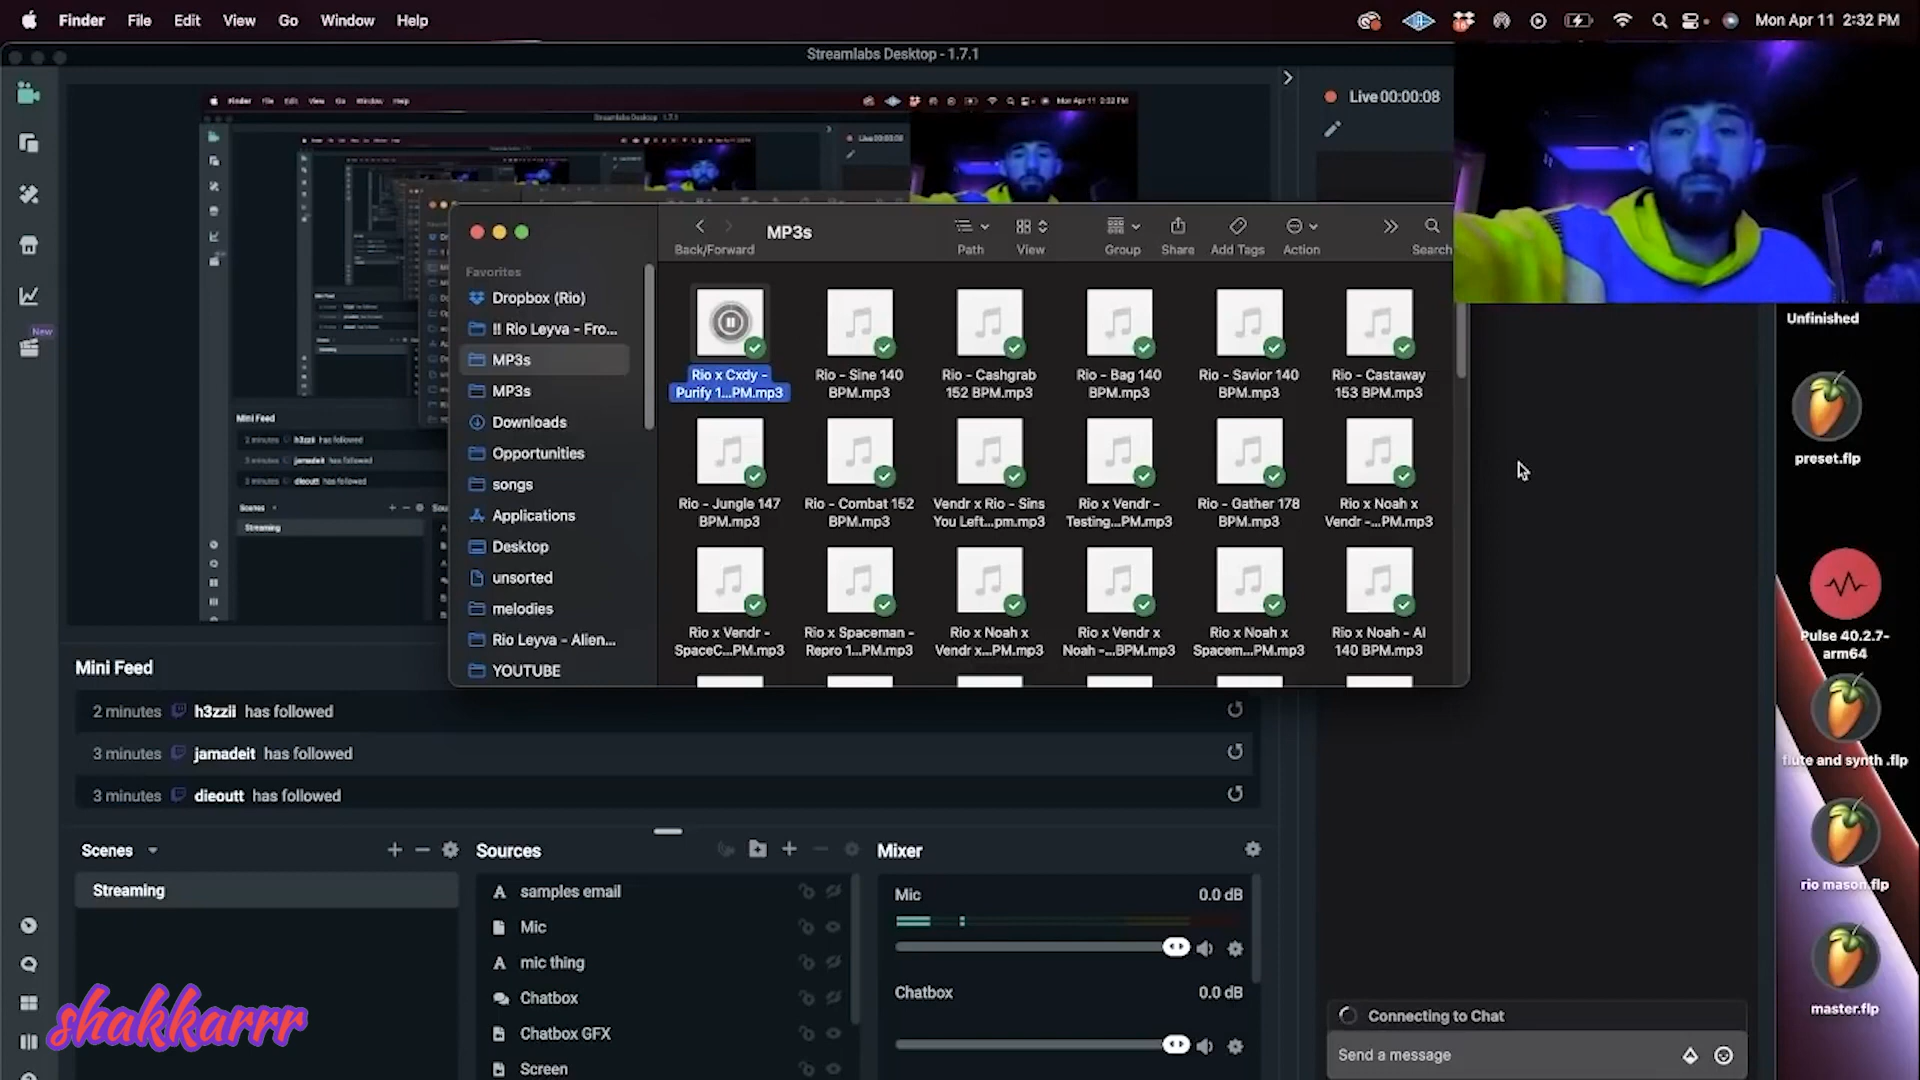 Finder File Edit View Go Window Help
Mon Apr 11 2:32 PM
Streamlabs Desktop - 1.7.1
Live 00:00:08
MP3s
Back/Forward
Path
View
Group
Share
Add Tags
Action
Search
Favorites
Dropbox (Rio)
!! Rio Leyva - Fro...
MP3s
MP3s
Downloads
Opportunities
songs
Applications
Desktop
unsorted
melodies
Rio Leyva - Alien...
YOUTUBE
Rio x Cxdy -
Purify 1...PM.mp3
Rio - Sine 140
BPM.mp3
Rio - Cashgrab
152 BPM.mp3
Rio - Bag 140
BPM.mp3
Rio - Savior 140
BPM.mp3
Rio - Castaway
153 BPM.mp3
Rio - Jungle 147
BPM.mp3
Rio - Combat 152
BPM.mp3
Vendr x Rio - Sins
You Left...pm.mp3
Rio x Vendr -
Testing...PM.mp3
Rio - Gather 178
BPM.mp3
Rio x Noah x
Vendr -...PM.mp3
Rio x Vendr -
SpaceC...PM.mp3
Rio x Spaceman -
Repro 1...PM.mp3
Rio x Noah x
Vendr x...PM.mp3
Rio x Vendr x
Noah -...BPM.mp3
Rio x Noah x
Spacem...PM.mp3
Rio x Noah - AI
140 BPM.mp3
Unfinished
preset.flp
Pulse 40.2.7-
arm64
flute and synth .flp
rio mason.flp
master.flp
New
Mini Feed
2 minutes h3zzii has followed
3 minutes jamadeit has followed
3 minutes dieoutt has followed
Scenes
Streaming
Sources
samples email
Mic
mic thing
Chatbox
Chatbox GFX
Screen
Mixer
Mic 0.0 dB
Chatbox 0.0 dB
Connecting to Chat
Send a message
shakkarrr